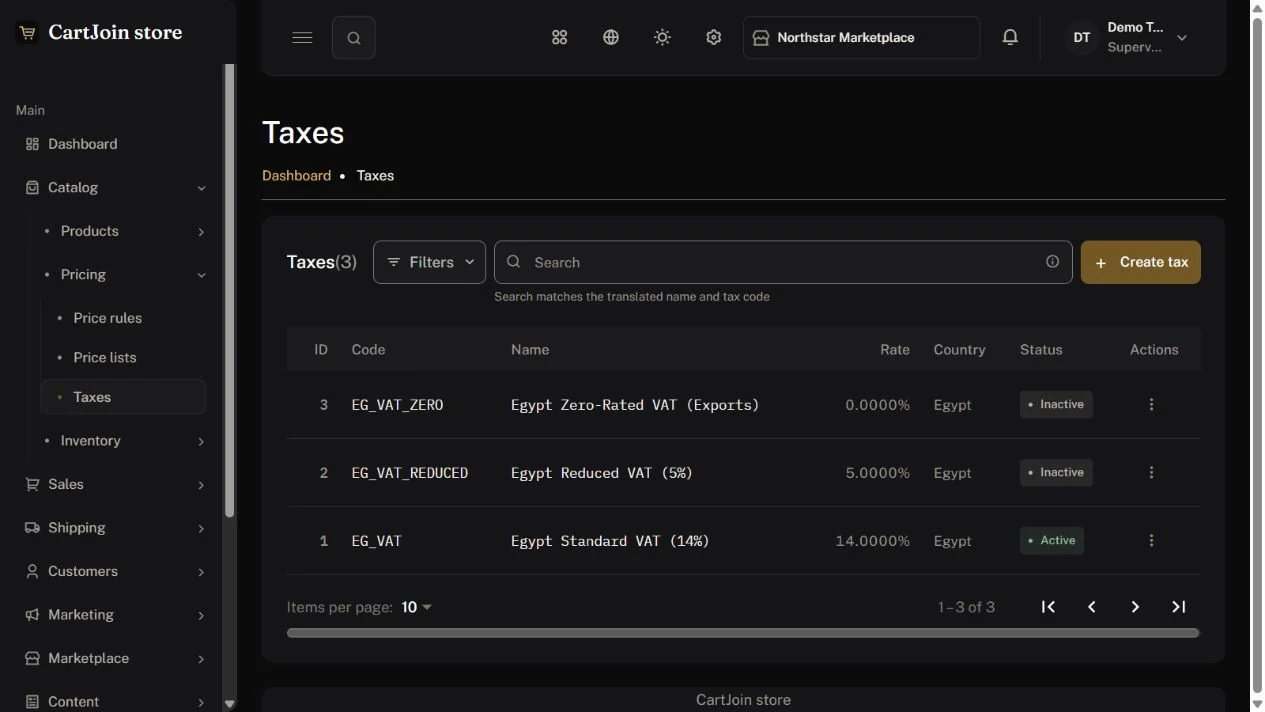 CartJoin store
Northstar Marketplace
DT
Demo T...
Superv...
Main
Dashboard
Catalog
Products
Pricing
Price rules
Price lists
Taxes
Inventory
Sales
Shipping
Customers
Marketing
Marketplace
Content
Taxes
Dashboard • Taxes
Taxes(3)
Filters
Search
+ Create tax
Search matches the translated name and tax code
ID Code Name Rate Country Status Actions
3 EG_VAT_ZERO Egypt Zero-Rated VAT (Exports) 0.0000% Egypt • Inactive
2 EG_VAT_REDUCED Egypt Reduced VAT (5%) 5.0000% Egypt • Inactive
1 EG_VAT Egypt Standard VAT (14%) 14.0000% Egypt • Active
Items per page: 10 1–3 of 3
CartJoin store